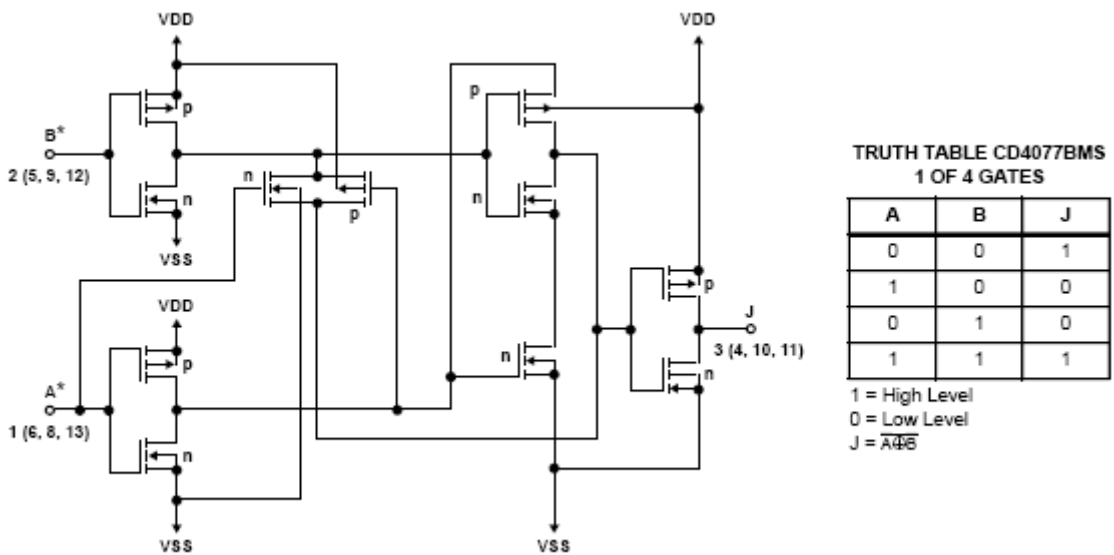 VDD
VDD
p
p
B*
2 (5, 9, 12)
n
n
p
n
VSS
VDD
p
p
J
3 (4, 10, 11)
n
n
A*
1 (6, 8, 13)
n
VSS
VSS
TRUTH TABLE CD4077BMS
1 OF 4 GATES
A B J
0 0 1
1 0 0
0 1 0
1 1 1
1 = High Level
0 = Low Level
J = A⊕B